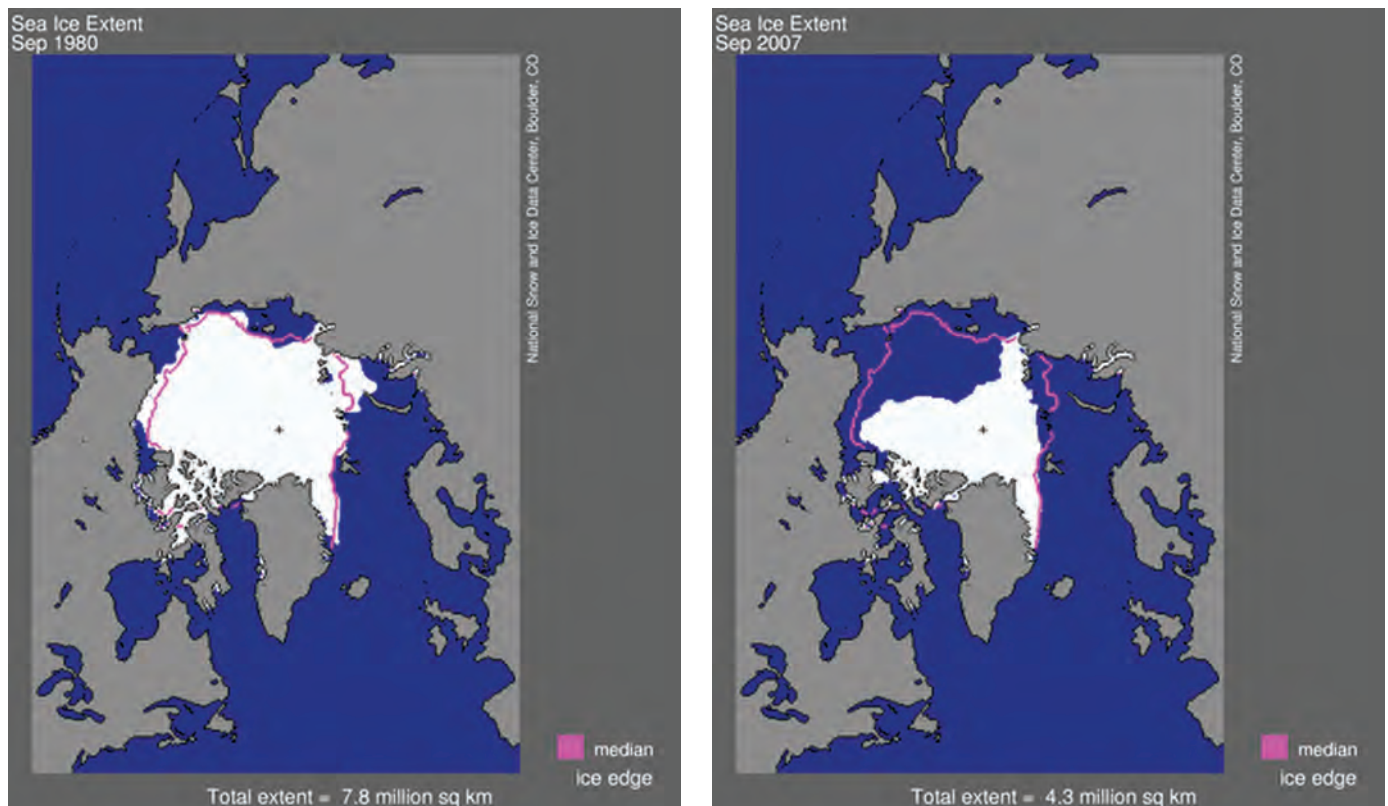 Sea Ice Extent
Sep 1980
National Snow and Ice Data Center, Boulder, CO
median
ice edge
Total extent = 7.8 million sq km
Sea Ice Extent
Sep 2007
National Snow and Ice Data Center, Boulder, CO
median
ice edge
Total extent = 4.3 million sq km